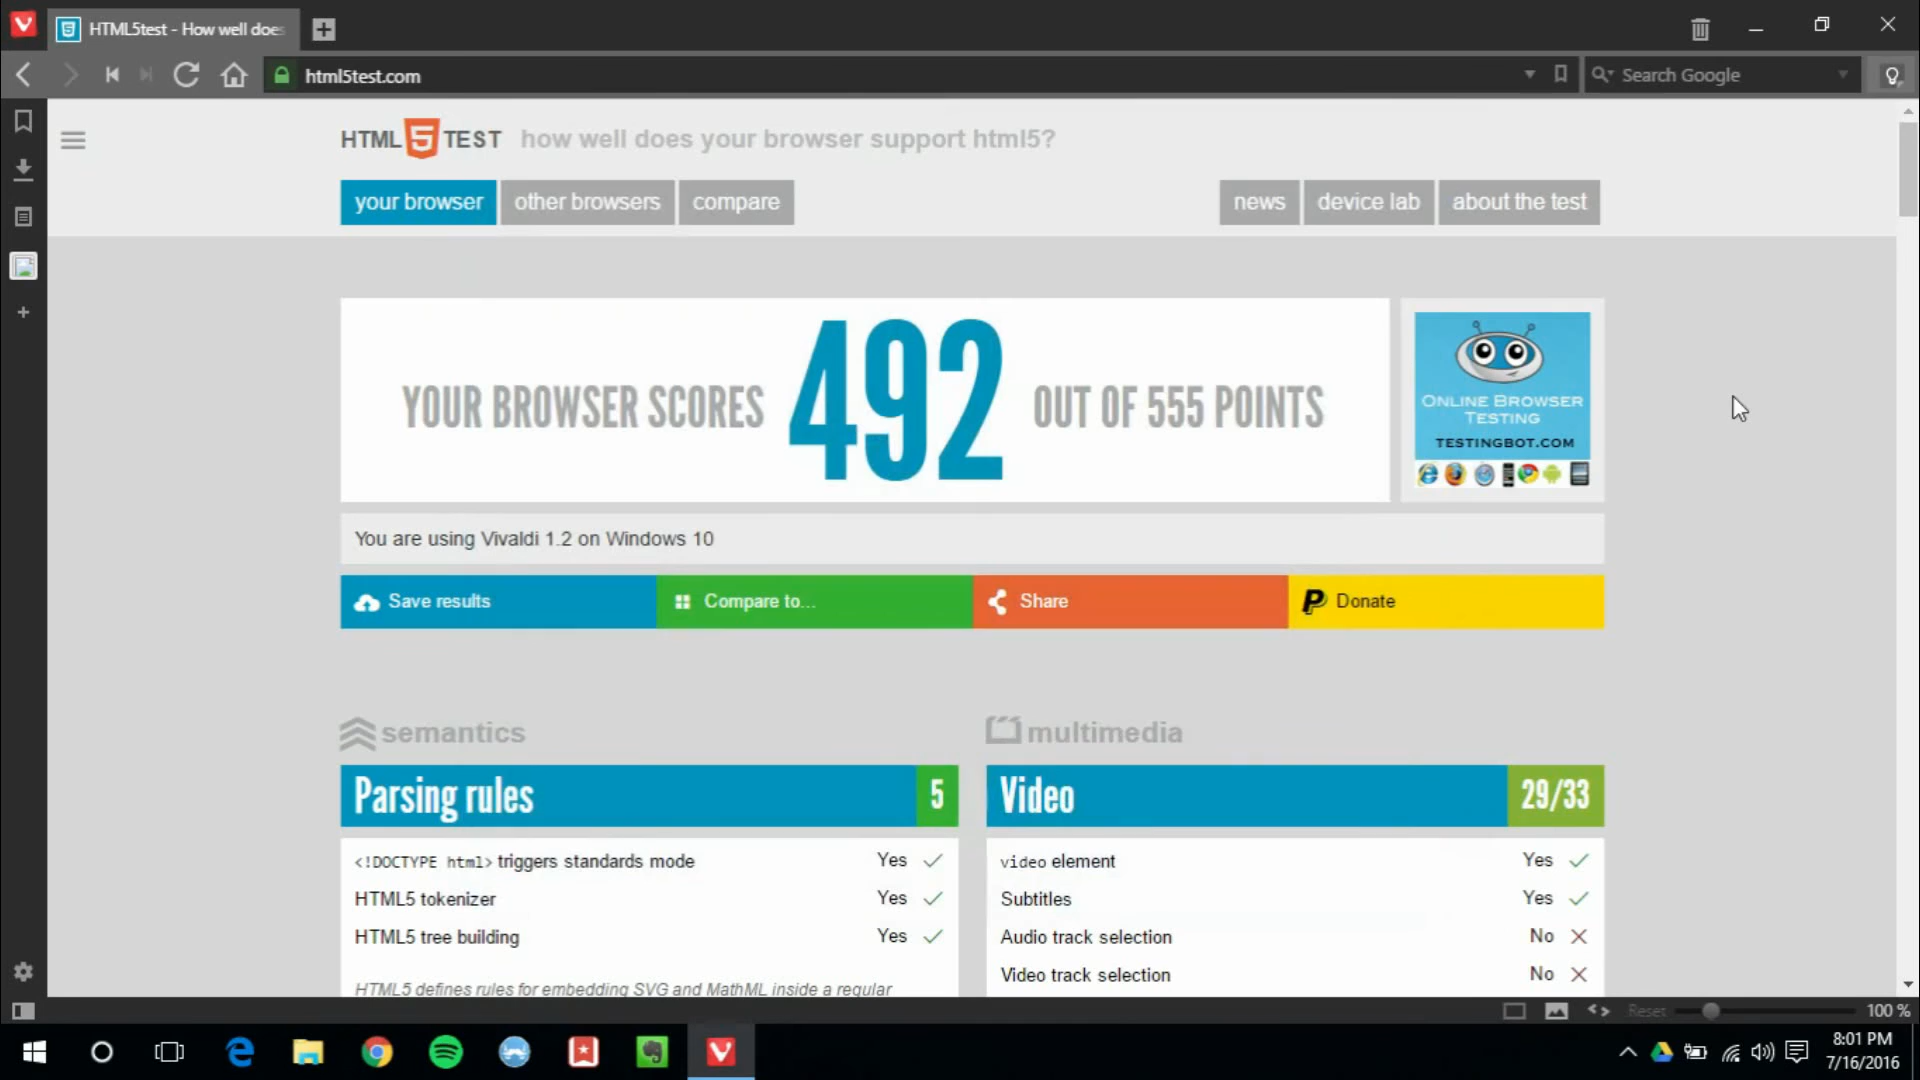 HTML5test - How well does
html5test.com
Search Google
HTML 5 TEST how well does your browser support html5?
your browser
other browsers
compare
news
device lab
about the test
YOUR BROWSER SCORES 492 OUT OF 555 POINTS
ONLINE BROWSER
TESTING
TESTINGBOT.COM
You are using Vivaldi 1.2 on Windows 10
Save results
Compare to...
Share
Donate
semantics
Parsing rules 5
<!DOCTYPE html> triggers standards mode Yes
HTML5 tokenizer Yes
HTML5 tree building Yes
HTML5 defines rules for embedding SVG and MathML inside a regular
multimedia
Video 29/33
video element Yes
Subtitles Yes
Audio track selection No
Video track selection No
Reset
100 %
8:01 PM
7/16/2016